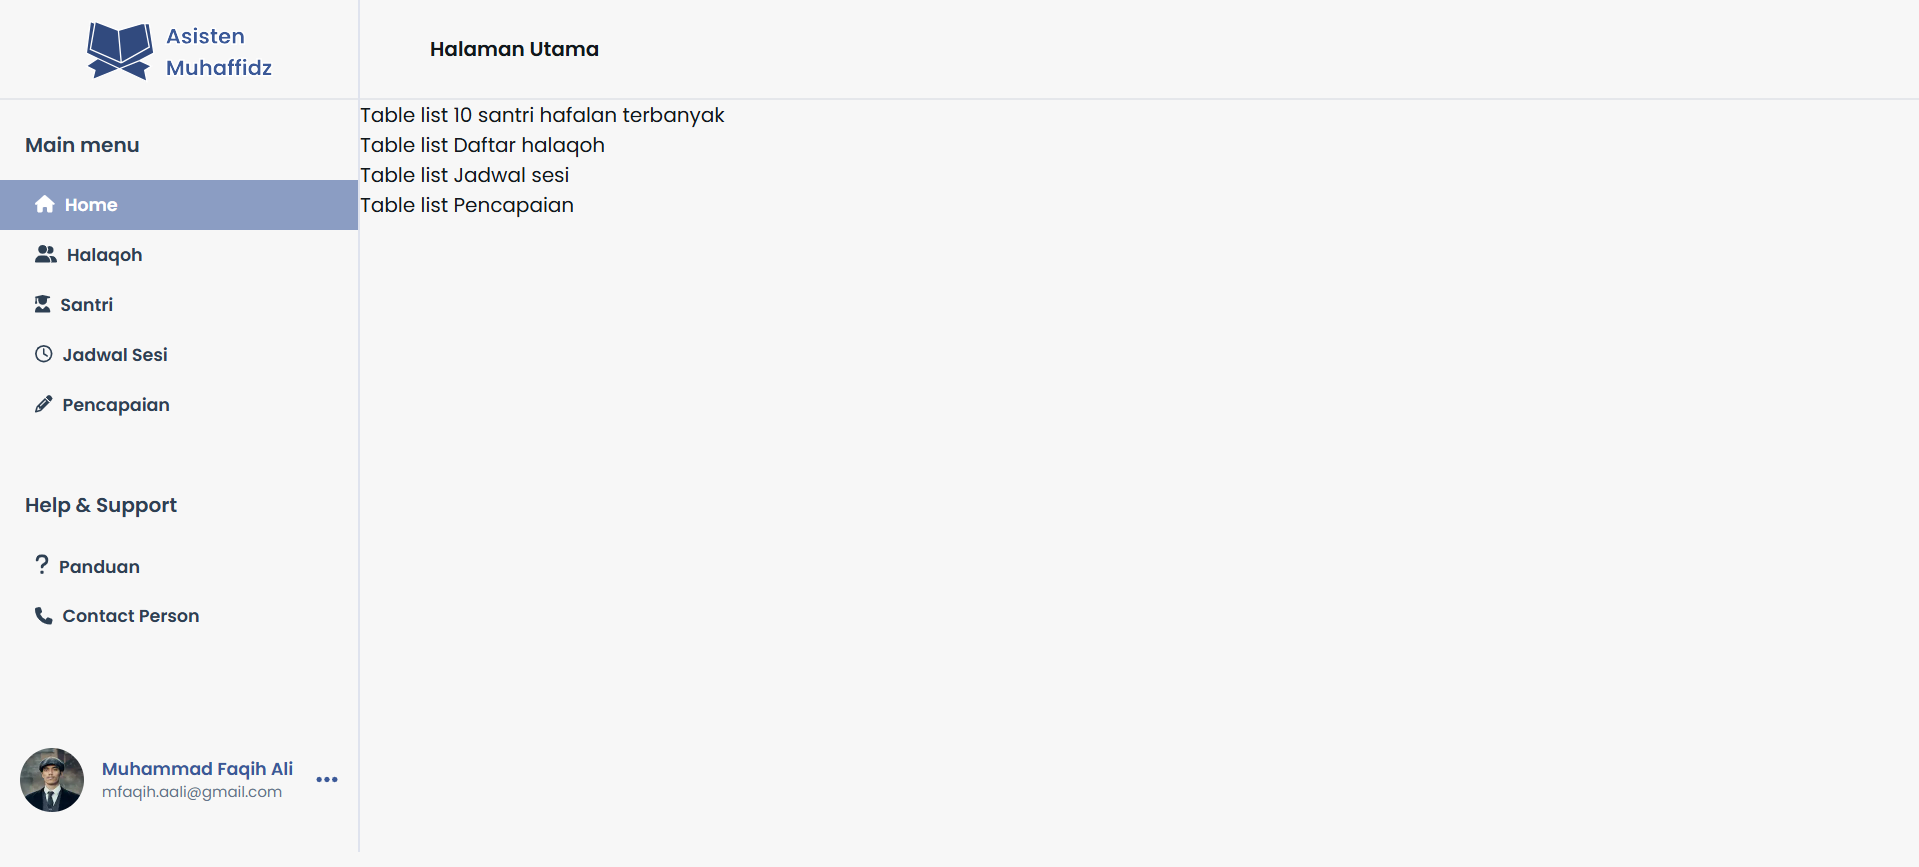 Asisten
Muhaffidz
Halaman Utama
Main menu
Home
Halaqoh
Santri
Jadwal Sesi
Pencapaian
Help & Support
Panduan
Contact Person
Muhammad Faqih Ali
mfaqih.aali@gmail.com
Table list 10 santri hafalan terbanyak
Table list Daftar halaqoh
Table list Jadwal sesi
Table list Pencapaian